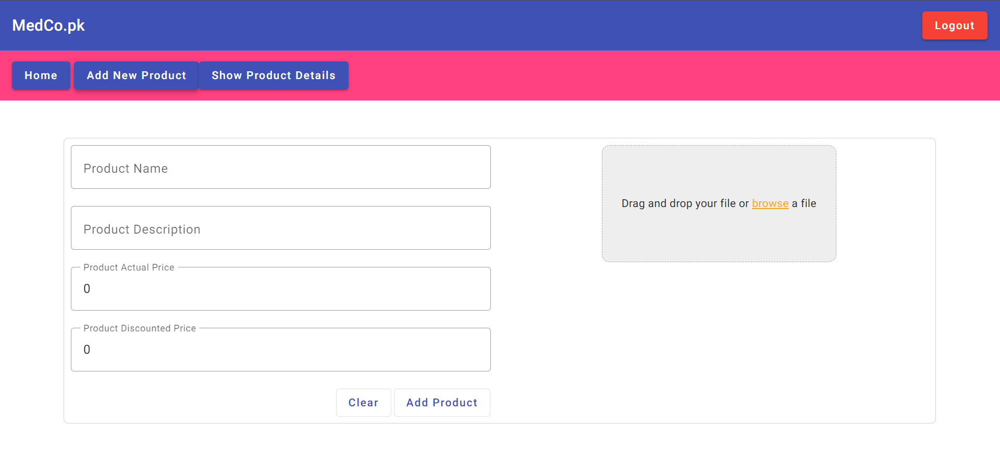 MedCo.pk
Logout
Home
Add New Product
Show Product Details
Product Name
Drag and drop your file or browse a file
Product Description
Product Actual Price
0
Product Discounted Price
0
Clear
Add Product